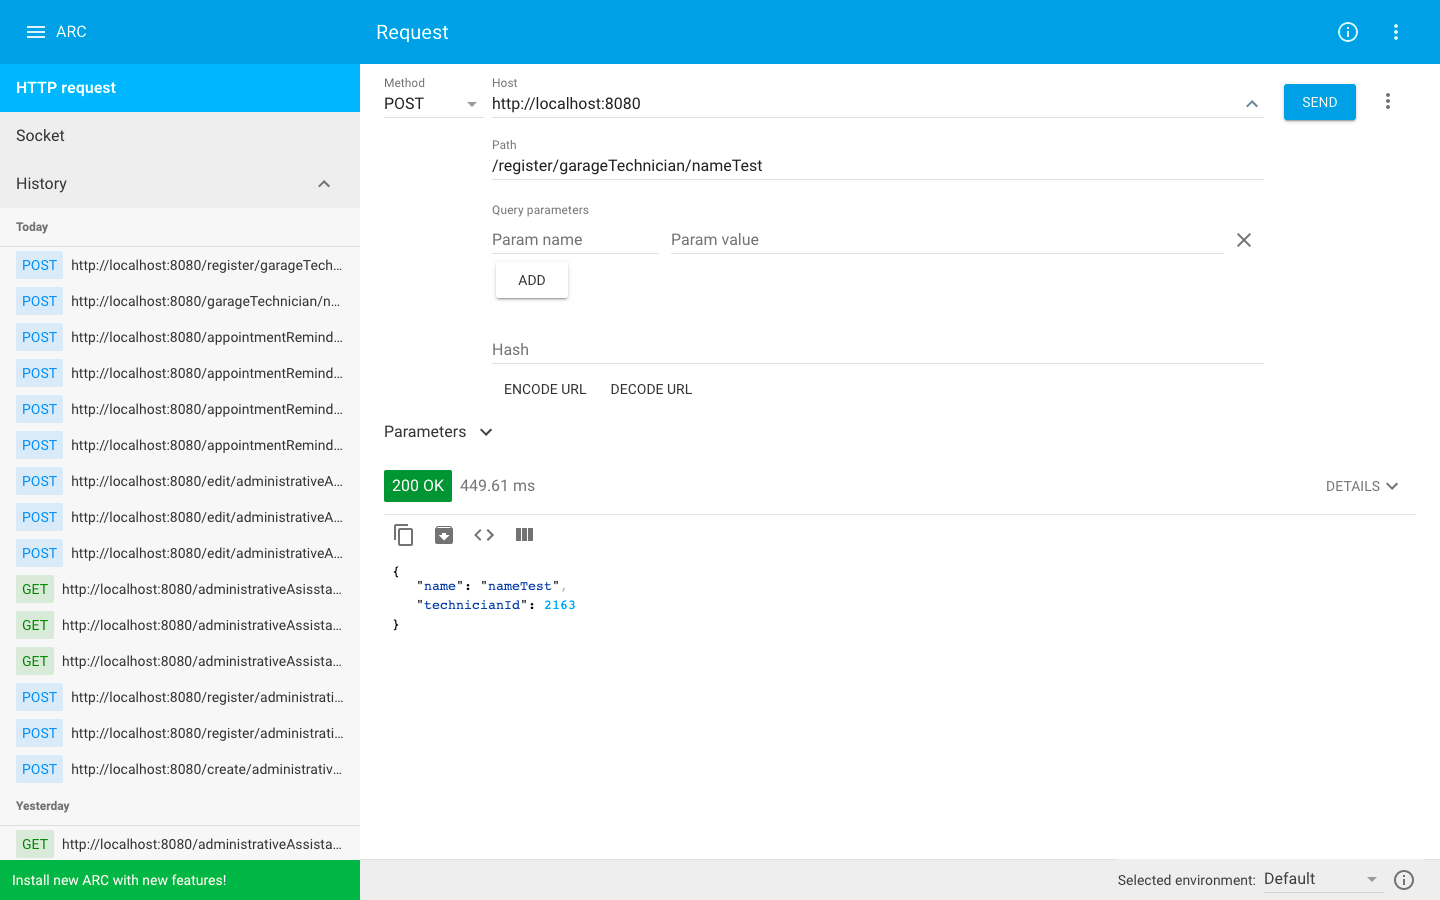 ARC
Request
HTTP request
Socket
History
Today
POST http://localhost:8080/register/garageTech...
POST http://localhost:8080/garageTechnician/n...
POST http://localhost:8080/appointmentRemind...
POST http://localhost:8080/appointmentRemind...
POST http://localhost:8080/appointmentRemind...
POST http://localhost:8080/appointmentRemind...
POST http://localhost:8080/edit/administrativeA...
POST http://localhost:8080/edit/administrativeA...
POST http://localhost:8080/edit/administrativeA...
GET http://localhost:8080/administrativeAsissta...
GET http://localhost:8080/administrativeAssista...
GET http://localhost:8080/administrativeAssista...
POST http://localhost:8080/register/administrati...
POST http://localhost:8080/register/administrati...
POST http://localhost:8080/create/administrativ...
Yesterday
GET http://localhost:8080/administrativeAssista...
Install new ARC with new features!
Method
POST
Host
http://localhost:8080
SEND
Path
/register/garageTechnician/nameTest
Query parameters
Param name
Param value
ADD
Hash
ENCODE URL
DECODE URL
Parameters
200 OK
449.61 ms
DETAILS
{
"name": "nameTest",
"technicianId": 2163
}
Selected environment:
Default